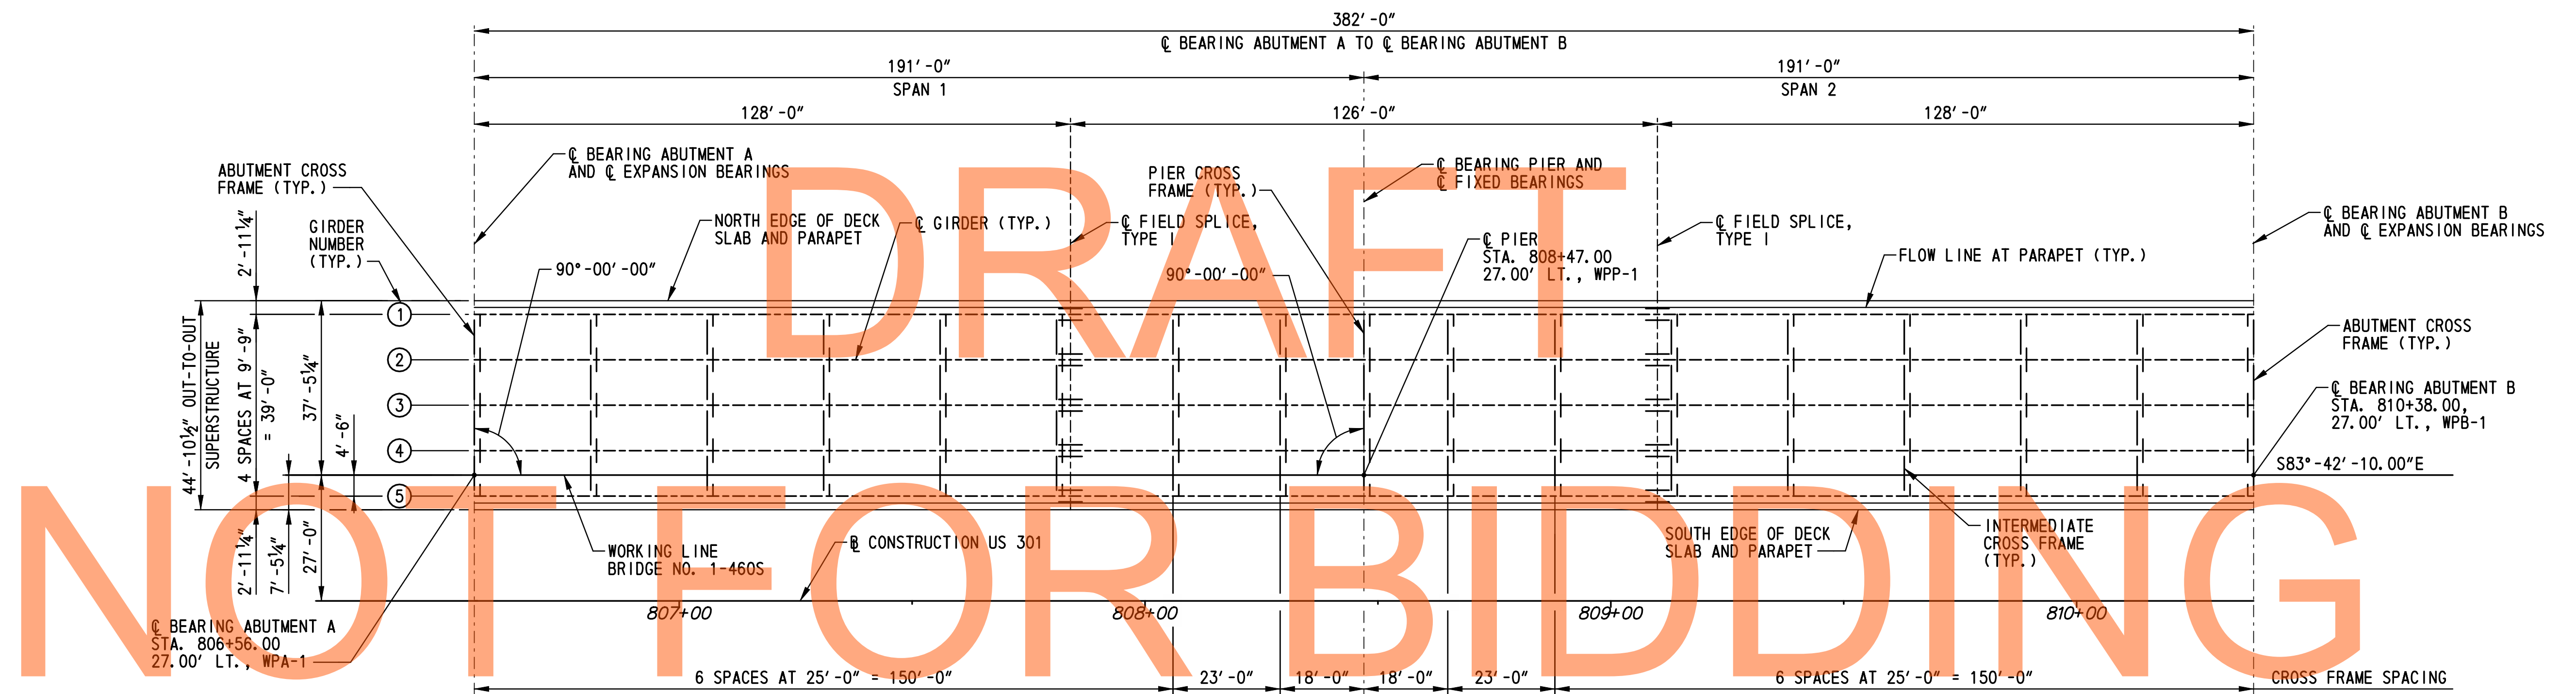 382'-0"
℄ BEARING ABUTMENT A TO ℄ BEARING ABUTMENT B
191'-0"
SPAN 1
191'-0"
SPAN 2
128'-0"
126'-0"
128'-0"
ABUTMENT CROSS
FRAME (TYP.)
℄ BEARING ABUTMENT A
AND ℄ EXPANSION BEARINGS
PIER CROSS
FRAME (TYP.)
℄ BEARING PIER AND
℄ FIXED BEARINGS
GIRDER
NUMBER
(TYP.)
NORTH EDGE OF DECK
SLAB AND PARAPET
℄ GIRDER (TYP.)
℄ FIELD SPLICE,
TYPE I
℄ PIER
STA. 808+47.00
27.00' LT., WPP-1
℄ FIELD SPLICE,
TYPE I
℄ BEARING ABUTMENT B
AND ℄ EXPANSION BEARINGS
FLOW LINE AT PARAPET (TYP.)
90°-00'-00"
90°-00'-00"
DRAFT
2'-11¼"
44'-10½" OUT-TO-OUT
SUPERSTRUCTURE
4 SPACES AT 9'-9"
= 39'-0"
37'-5¼"
4'-6"
1
2
3
4
5
ABUTMENT CROSS
FRAME (TYP.)
℄ BEARING ABUTMENT B
STA. 810+38.00,
27.00' LT., WPB-1
S83°-42'-10.00"E
2'-11¼"
7'-5¼"
27'-0"
WORKING LINE
BRIDGE NO. 1-460S
℄ CONSTRUCTION US 301
SOUTH EDGE OF DECK
SLAB AND PARAPET
INTERMEDIATE
CROSS FRAME
(TYP.)
NOT FOR BIDDING
807+00
808+00
809+00
810+00
℄ BEARING ABUTMENT A
STA. 806+56.00
27.00' LT., WPA-1
6 SPACES AT 25'-0" = 150'-0"
23'-0"
18'-0"
18'-0"
23'-0"
6 SPACES AT 25'-0" = 150'-0"
CROSS FRAME SPACING